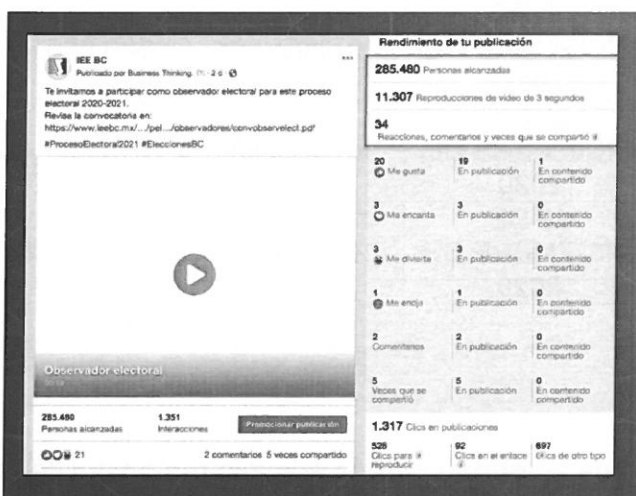 IEE BC
Publicado por Business Thinking · 2 d ·
Te invitamos a participar como observador electoral para este proceso
electoral 2020-2021.
Revisa la convocatoria en:
https://www.ieebc.mx/.../pel.../observadores/convobservelect.pdf
#ProcesoElectoral2021 #EleccionesBC
Observador electoral
285.480
Personas alcanzadas
1.351
Interacciones
Promocionar publicación
21
2 comentarios 5 veces compartido
Rendimiento de tu publicación
285.480 Personas alcanzadas
11.307 Reproducciones de video de 3 segundos
34
Reacciones, comentarios y veces que se compartió
20
Me gusta
19
En publicación
1
En contenido
compartido
3
Me encanta
3
En publicación
0
En contenido
compartido
3
Me divierte
3
En publicación
0
En contenido
compartido
1
Me enoja
1
En publicación
0
En contenido
compartido
2
Comentarios
2
En publicación
0
En contenido
compartido
5
Veces que se
compartió
5
En publicación
0
En contenido
compartido
1.317 Clics en publicaciones
528
Clics para
reproducir
92
Clics en el enlace
697
Clics de otro tipo